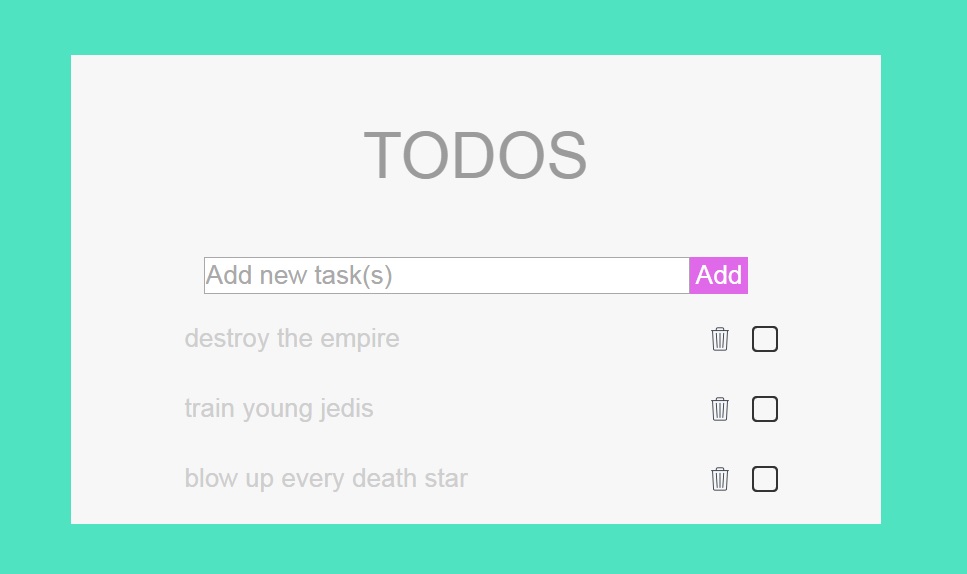 TODOS
Add new task(s) Add
destroy the empire
train young jedis
blow up every death star